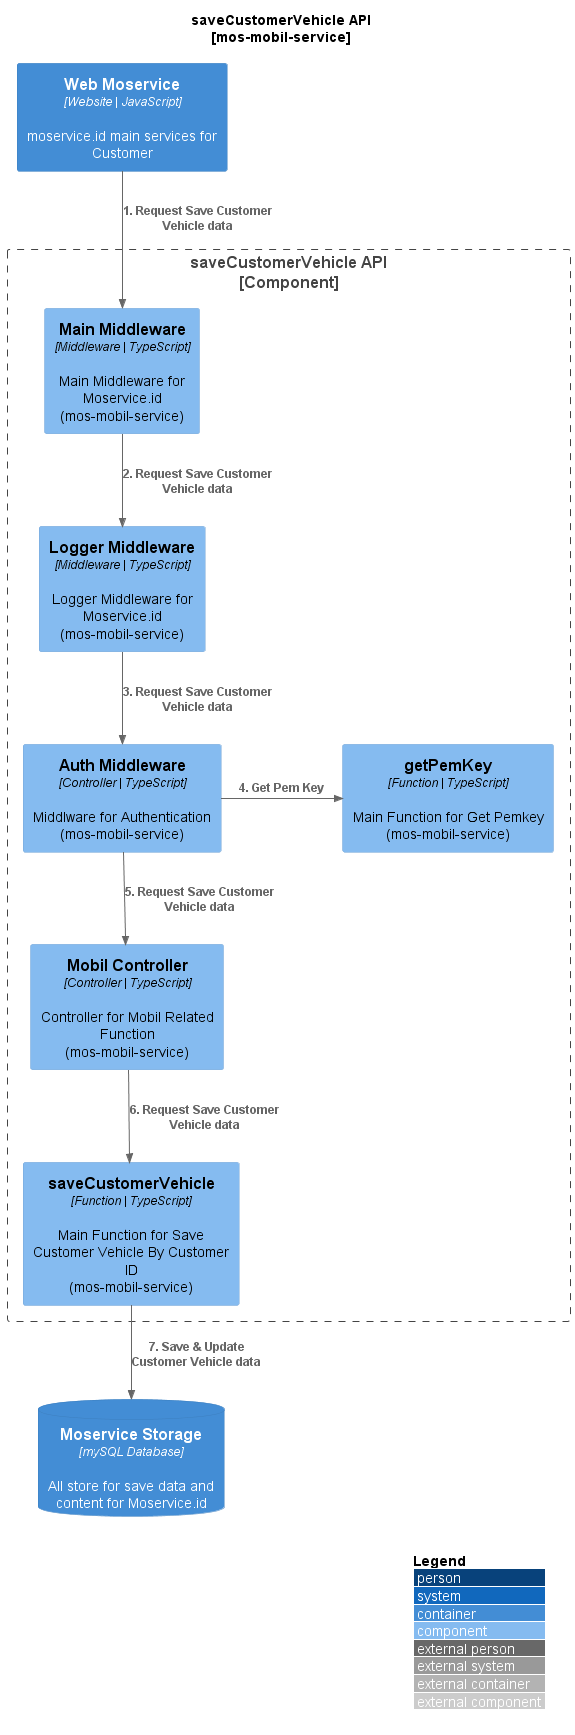 saveCustomerVehicle API
[mos-mobil-service]
Web Moservice
[Website | JavaScript]
moservice.id main services for
Customer
1. Request Save Customer
Vehicle data
saveCustomerVehicle API
[Component]
Main Middleware
[Middleware | TypeScript]
Main Middleware for
Moservice.id
(mos-mobil-service)
2. Request Save Customer
Vehicle data
Logger Middleware
[Middleware | TypeScript]
Logger Middleware for
Moservice.id
(mos-mobil-service)
3. Request Save Customer
Vehicle data
Auth Middleware
[Controller | TypeScript]
Middlware for Authentication
(mos-mobil-service)
4. Get Pem Key
getPemKey
[Function | TypeScript]
Main Function for Get Pemkey
(mos-mobil-service)
5. Request Save Customer
Vehicle data
Mobil Controller
[Controller | TypeScript]
Controller for Mobil Related
Function
(mos-mobil-service)
6. Request Save Customer
Vehicle data
saveCustomerVehicle
[Function | TypeScript]
Main Function for Save
Customer Vehicle By Customer
ID
(mos-mobil-service)
7. Save & Update
Customer Vehicle data
Moservice Storage
[mySQL Database]
All store for save data and
content for Moservice.id
Legend
person
system
container
component
external person
external system
external container
external component